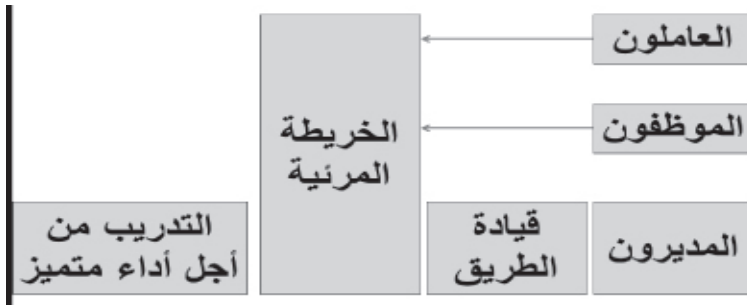 العاملون
الموظفون
الخريطة
المرئية
المديرون
قيادة
الطريق
التدريب من
أجل أداء متميز